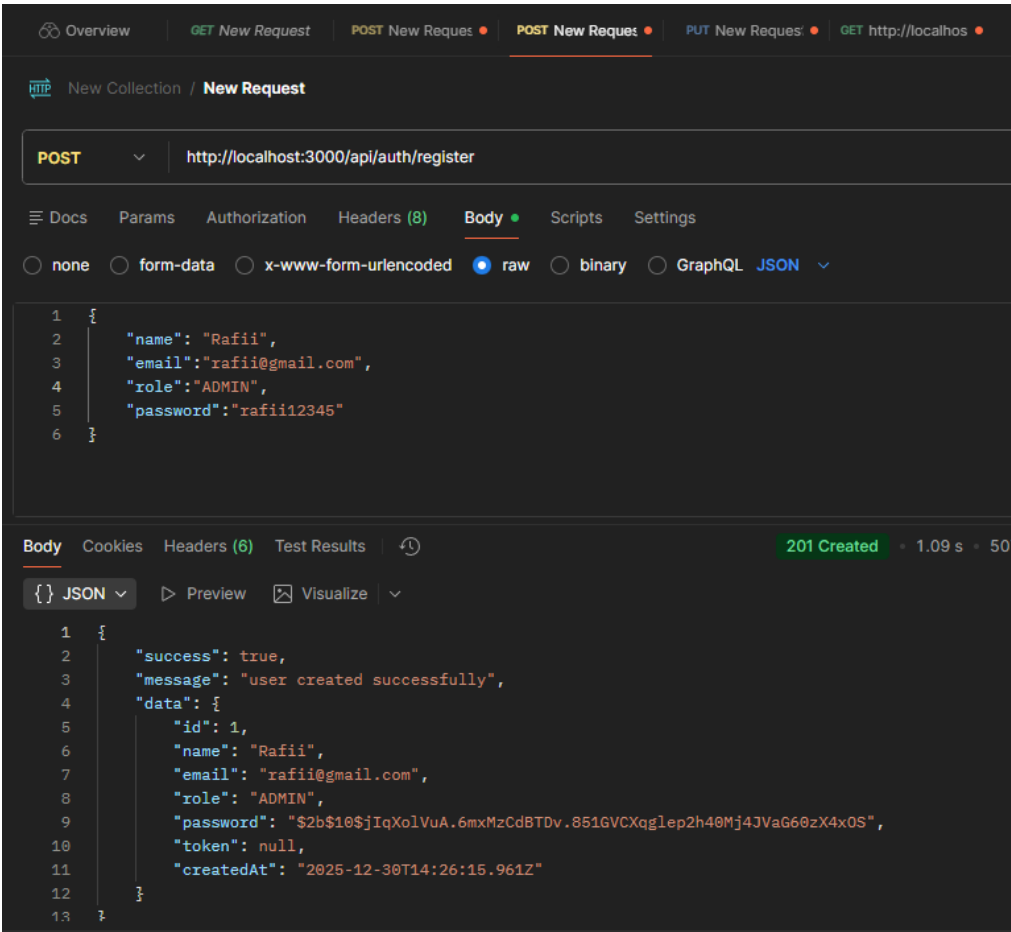 Overview GET New Request POST New Reques POST New Reques PUT New Reques GET http://localhos
HTTP New Collection / New Request
POST http://localhost:3000/api/auth/register
Docs Params Authorization Headers (8) Body Scripts Settings
none form-data x-www-form-urlencoded raw binary GraphQL JSON
1 {
2 "name": "Rafii",
3 "email":"rafii@gmail.com",
4 "role":"ADMIN",
5 "password":"rafii12345"
6 }
Body Cookies Headers (6) Test Results 201 Created • 1.09 s • 50
{} JSON Preview Visualize
1 {
2 "success": true,
3 "message": "user created successfully",
4 "data": {
5 "id": 1,
6 "name": "Rafii",
7 "email": "rafii@gmail.com",
8 "role": "ADMIN",
9 "password": "$2b$10$jIqXolVuA.6mxMzCdBTDv.851GVCXqglep2h40Mj4JVaG60zX4xOS",
10 "token": null,
11 "createdAt": "2025-12-30T14:26:15.961Z"
12 }
13 }